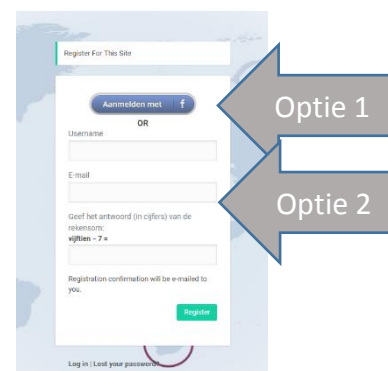 Register For This Site
Aanmelden met f
OR
Username
E-mail
Geef het antwoord (in cijfers) van de
rekensom:
vijftien − 7 =
Registration confirmation will be e-mailed to
you.
Register
Log in | Lost your password?
Optie 1
Optie 2